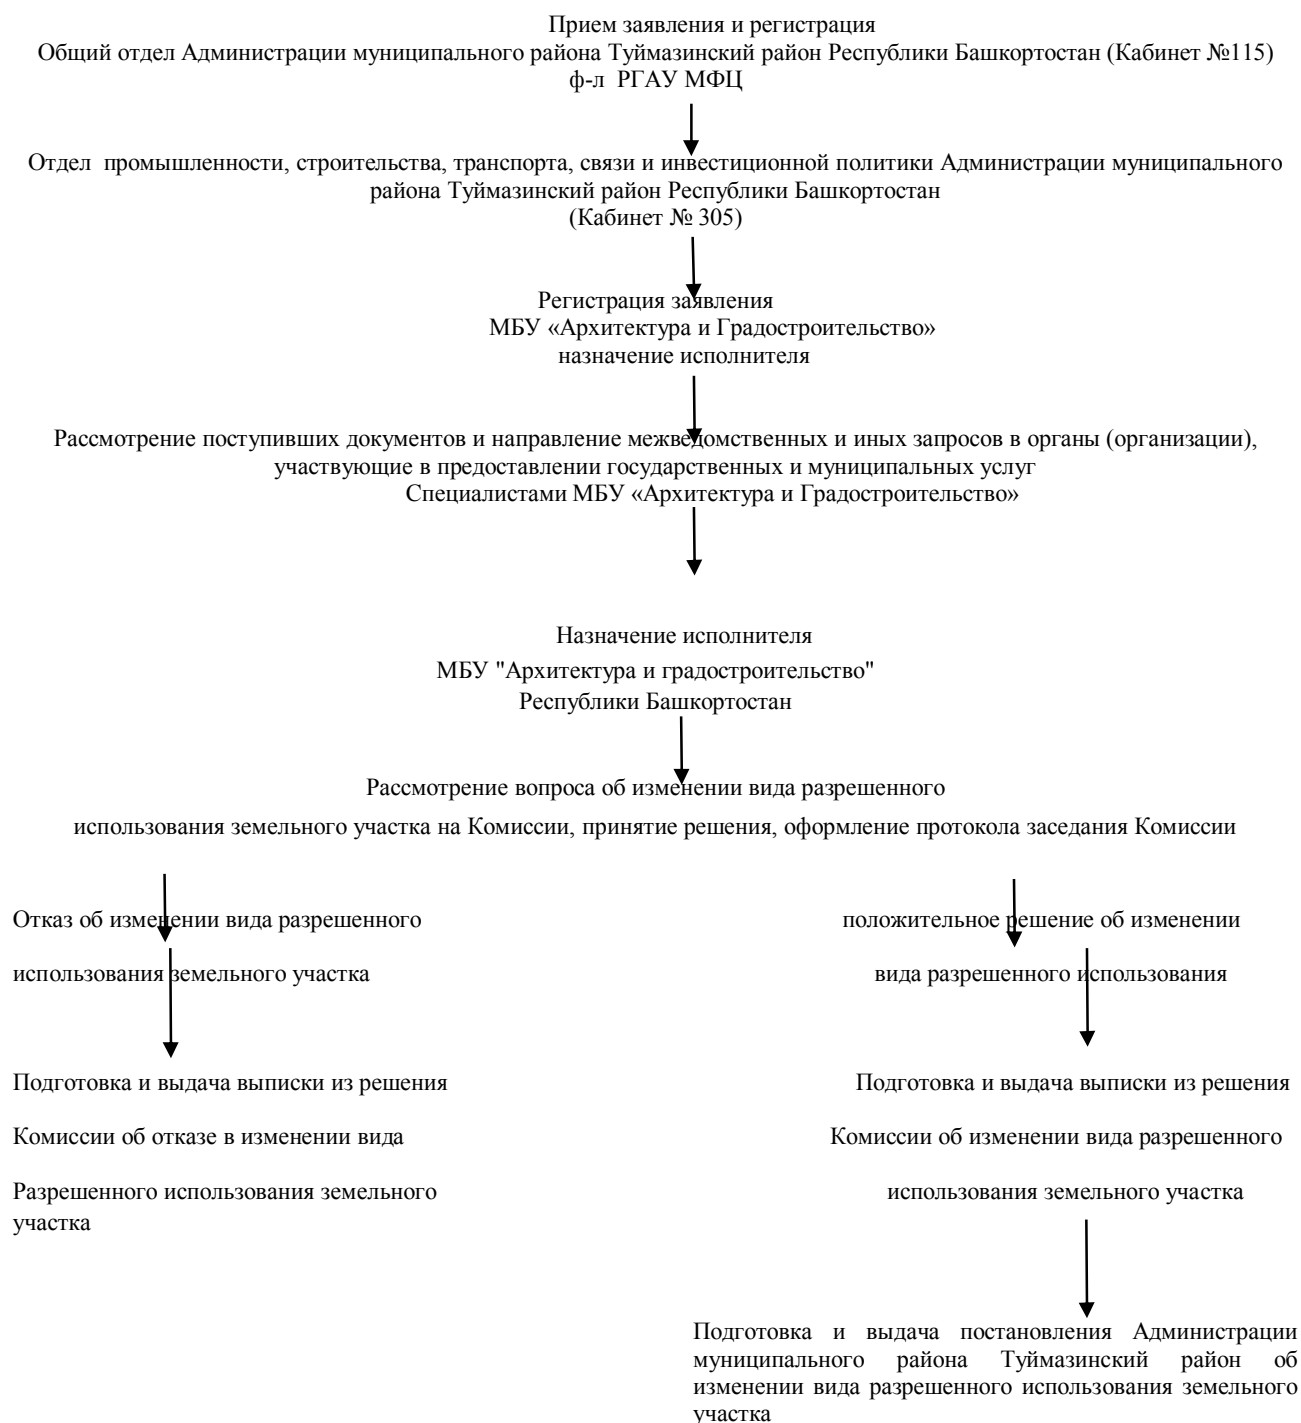 Прием заявления и регистрация
Общий отдел Администрации муниципального района Туймазинский район Республики Башкортостан (Кабинет №115)
ф-л РГАУ МФЦ
Отдел промышленности, строительства, транспорта, связи и инвестиционной политики Администрации муниципального
района Туймазинский район Республики Башкортостан
(Кабинет № 305)
Регистрация заявления
МБУ «Архитектура и Градостроительство»
назначение исполнителя
Рассмотрение поступивших документов и направление межведомственных и иных запросов в органы (организации),
участвующие в предоставлении государственных и муниципальных услуг
Специалистами МБУ «Архитектура и Градостроительство»
Назначение исполнителя
МБУ "Архитектура и градостроительство"
Республики Башкортостан
Рассмотрение вопроса об изменении вида разрешенного
использования земельного участка на Комиссии, принятие решения, оформление протокола заседания Комиссии
Отказ об изменении вида разрешенного
использования земельного участка
Подготовка и выдача выписки из решения
Комиссии об отказе в изменении вида
Разрешенного использования земельного
участка
положительное решение об изменении
вида разрешенного использования
Подготовка и выдача выписки из решения
Комиссии об изменении вида разрешенного
использования земельного участка
Подготовка и выдача постановления Администрации
муниципального района Туймазинский район об
изменении вида разрешенного использования земельного
участка